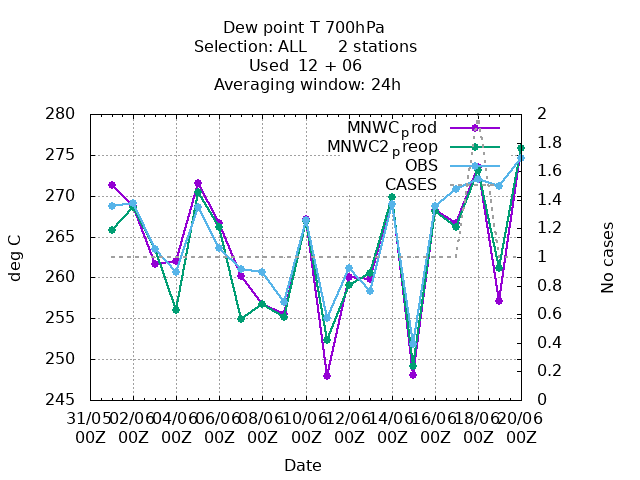 Dew point T 700hPa
Selection: ALL      2 stations
Used  12 + 06
Averaging window: 24h
280
275
270
265
260
255
250
245
deg C
2
1.8
1.6
1.4
1.2
1
0.8
0.6
0.4
0.2
0
No cases
MNWCprod
MNWC2preop
OBS
CASES
31/05 02/06 04/06 06/06 08/06 10/06 12/06 14/06 16/06 18/06 20/06
00Z 00Z 00Z 00Z 00Z 00Z 00Z 00Z 00Z 00Z 00Z
Date